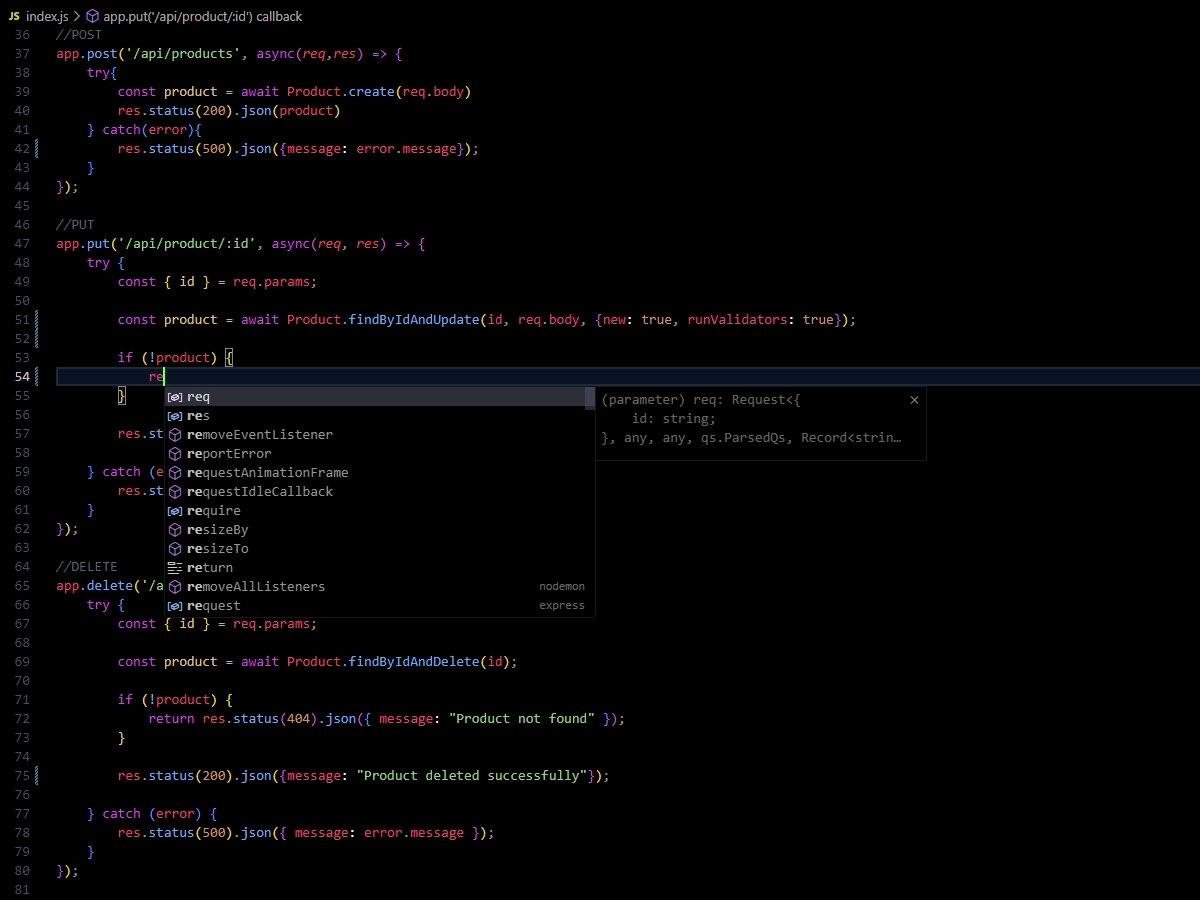 JS index.js > app.put('/api/product/:id') callback
36 //POST
37 app.post('/api/products', async(req,res) => {
38 try{
39 const product = await Product.create(req.body)
40 res.status(200).json(product)
41 } catch(error){
42 res.status(500).json({message: error.message});
43 }
44 });
45
46 //PUT
47 app.put('/api/product/:id', async(req, res) => {
48 try {
49 const { id } = req.params;
50
51 const product = await Product.findByIdAndUpdate(id, req.body, {new: true, runValidators: true});
52
53 if (!product) {
54 re
55 }
req
(parameter) req: Request<{
56
res
id: string;
57 res.st
removeEventListener
}, any, any, qs.ParsedQs, Record<strin…
58
reportError
59 } catch (e
requestAnimationFrame
60 res.st
requestIdleCallback
61 }
require
62 });
resizeBy
63
resizeTo
64 //DELETE
return
65 app.delete('/a
removeAllListeners nodemon
66 try {
request express
67 const { id } = req.params;
68
69 const product = await Product.findByIdAndDelete(id);
70
71 if (!product) {
72 return res.status(404).json({ message: "Product not found" });
73 }
74
75 res.status(200).json({message: "Product deleted successfully"});
76
77 } catch (error) {
78 res.status(500).json({ message: error.message });
79 }
80 });
81